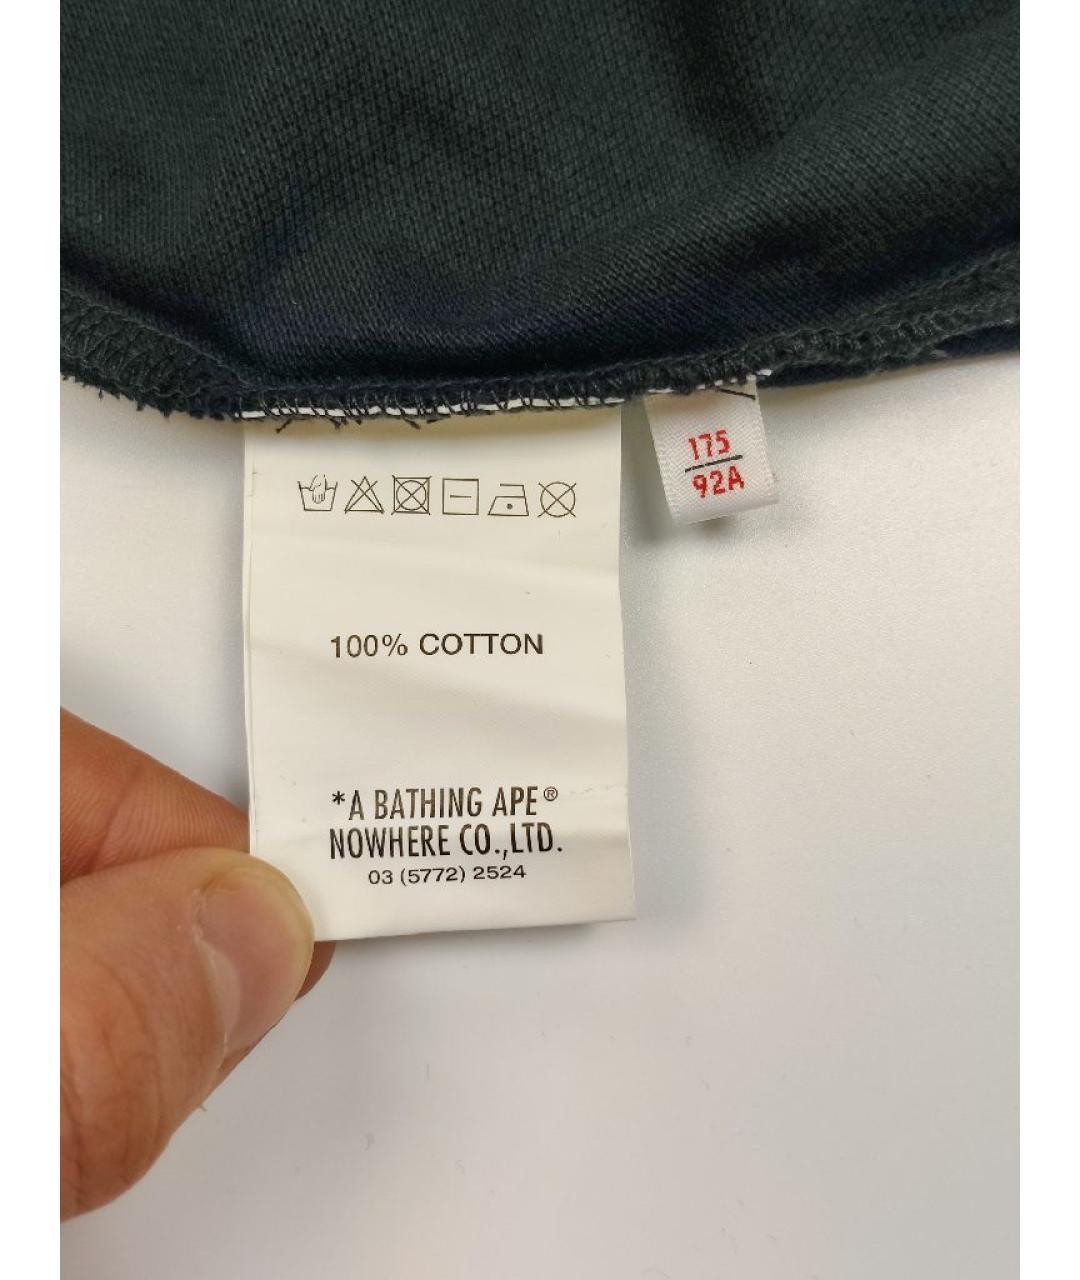 175
92A
100% COTTON
*A BATHING APE®
NOWHERE CO.,LTD.
03 (5772) 2524